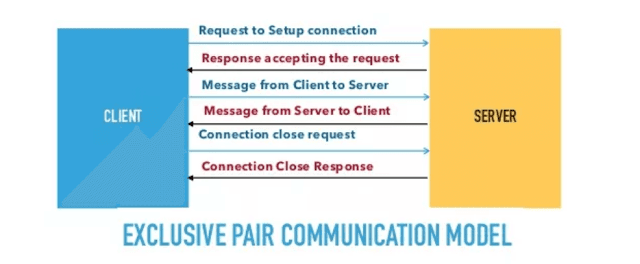 Request to Setup connection
Response accepting the request
Message from Client to Server
CLIENT
Message from Server to Client
SERVER
Connection close request
Connection Close Response
EXCLUSIVE PAIR COMMUNICATION MODEL